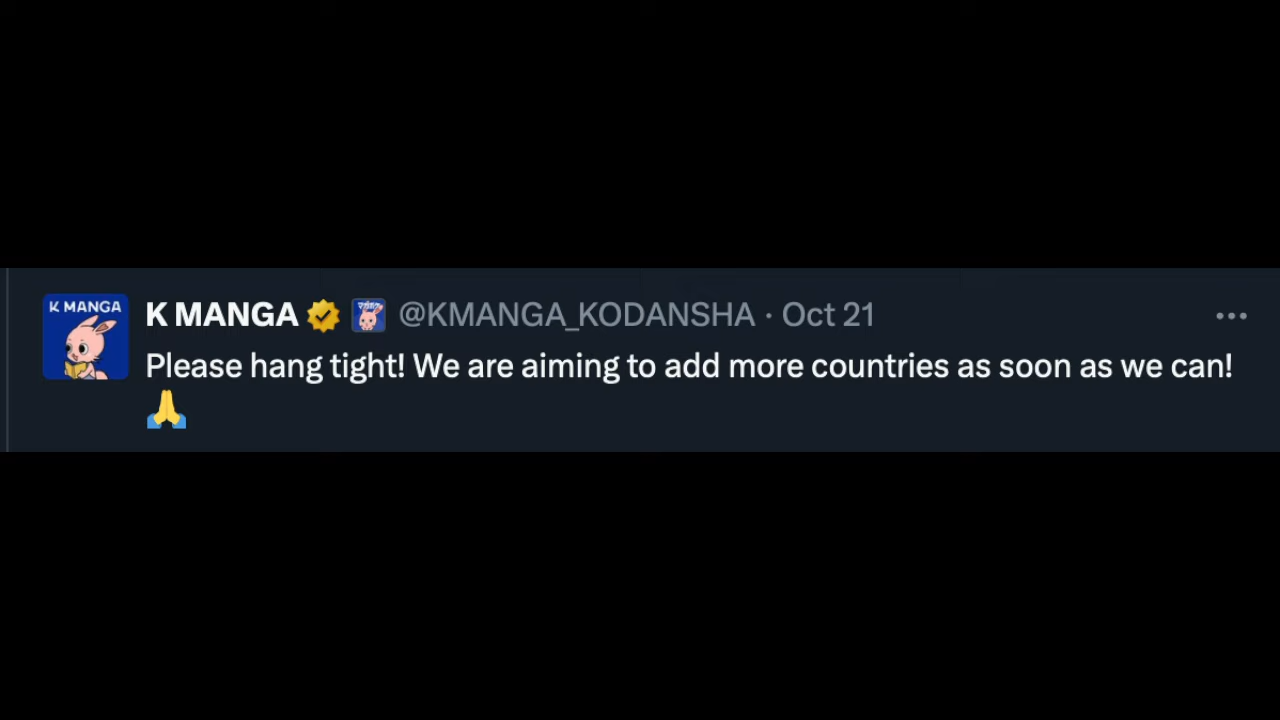 K MANGA
K MANGA @KMANGA_KODANSHA · Oct 21
Please hang tight! We are aiming to add more countries as soon as we can!
🙏